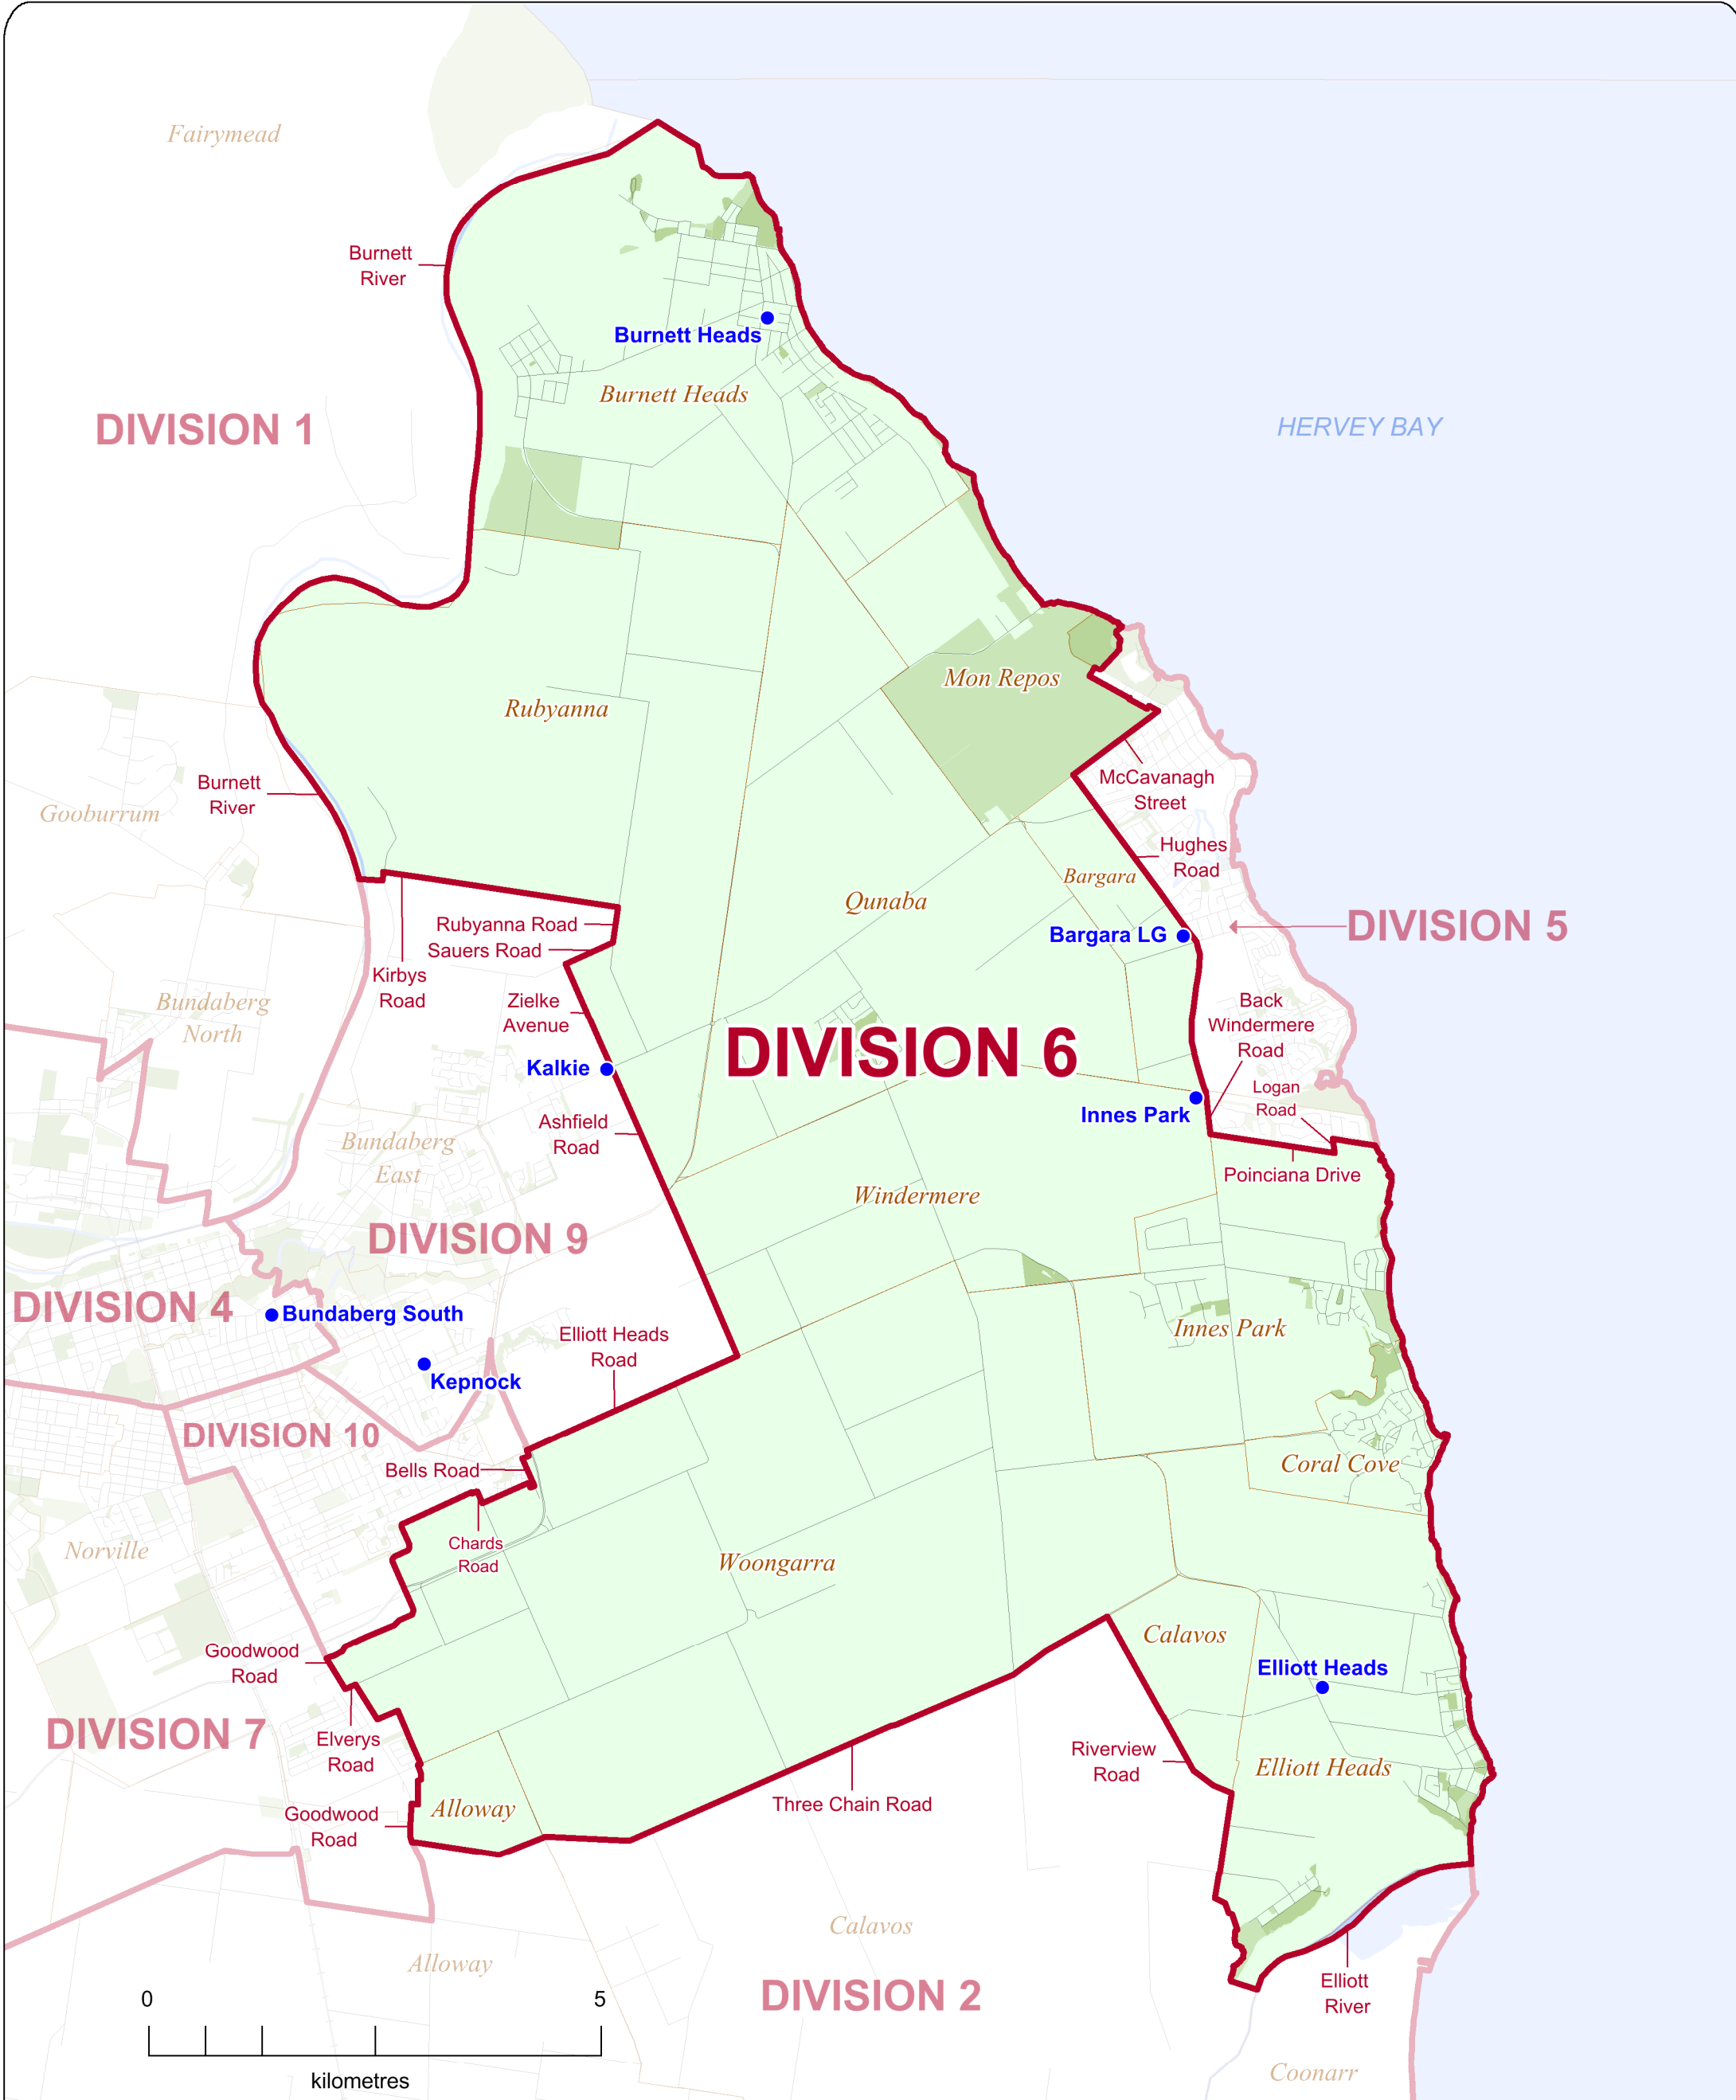 Fairymead
Burnett
River
Burnett Heads
Burnett Heads
DIVISION 1
HERVEY BAY
Mon Repos
Rubyanna
McCavanagh
Street
Burnett
River
Gooburrum
Hughes
Road
Bargara
Qunaba
Rubyanna Road
Sauers Road
Bargara LG
DIVISION 5
Kirbys
Road
Zielke
Avenue
Back
Windermere
Road
Bundaberg
North
DIVISION 6
Kalkie
Logan
Road
Innes Park
Ashfield
Road
Bundaberg
East
Poinciana Drive
Windermere
DIVISION 9
DIVISION 4
Bundaberg South
Elliott Heads
Road
Innes Park
Kepnock
DIVISION 10
Bells Road
Coral Cove
Chards
Road
Norville
Woongarra
Calavos
Goodwood
Road
Elliott Heads
DIVISION 7
Elverys
Road
Riverview
Road
Elliott Heads
Three Chain Road
Alloway
Goodwood
Road
Calavos
Alloway
DIVISION 2
Elliott
River
0 5
kilometres
Coonarr